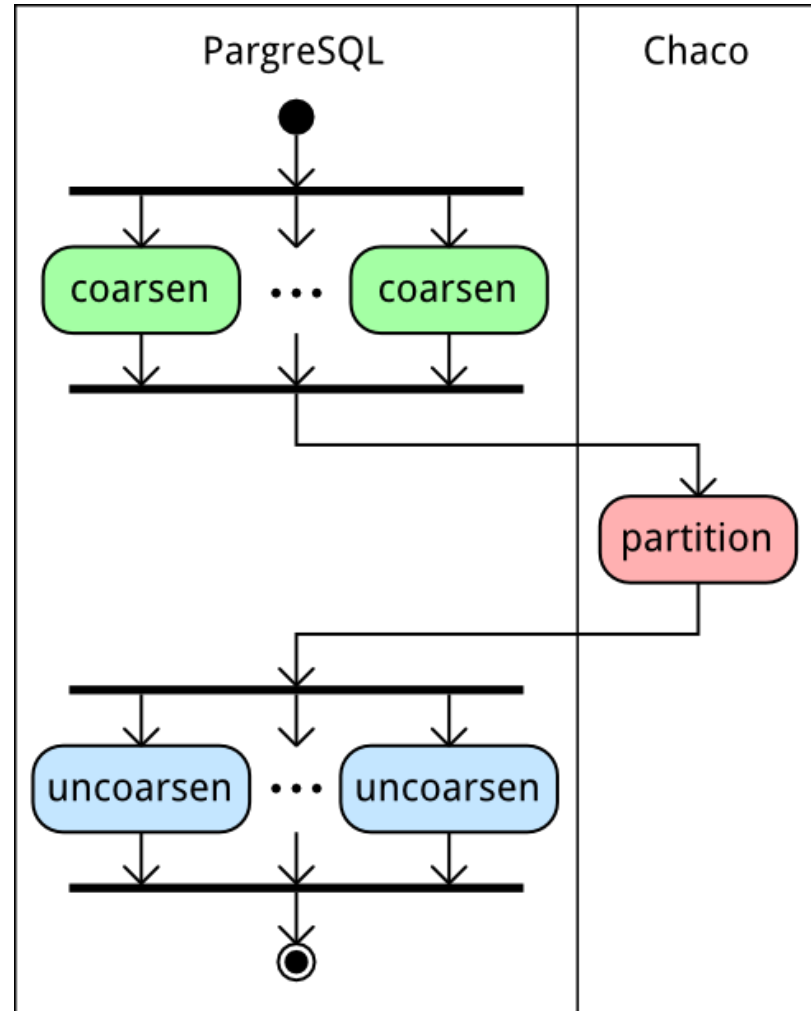 PargreSQL
Chaco
coarsen ... coarsen
partition
uncoarsen ... uncoarsen